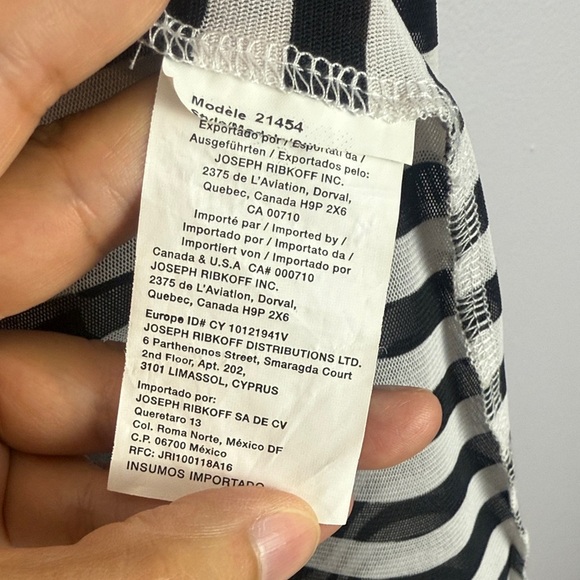 Modèle 21454
Exportado por / Esportati da /
Ausgeführten / Exportados pelo:
JOSEPH RIBKOFF INC.
2375 de L'Aviation, Dorval,
Quebec, Canada H9P 2X6
CA 00710
Importé par / Imported by /
Importado por / Importato da /
Importiert von / Importado por
Canada & U.S.A CA# 000710
JOSEPH RIBKOFF INC.
2375 de L'Aviation, Dorval,
Quebec, Canada H9P 2X6
Europe ID# CY 10121941V
JOSEPH RIBKOFF DISTRIBUTIONS LTD.
6 Parthenonos Street, Smaragda Court
2nd Floor, Apt. 202,
3101 LIMASSOL, CYPRUS
Importado por:
JOSEPH RIBKOFF SA DE CV
Queretaro 13
Col. Roma Norte, México DF
C.P. 06700 México
RFC: JRI100118A16
INSUMOS IMPORTADO